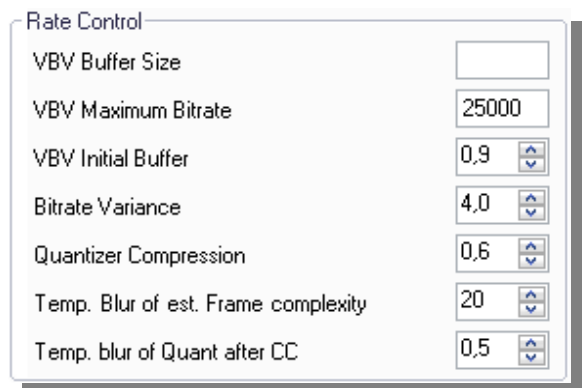 Rate Control
VBV Buffer Size
VBV Maximum Bitrate 25000
VBV Initial Buffer 0,9
Bitrate Variance 4,0
Quantizer Compression 0,6
Temp. Blur of est. Frame complexity 20
Temp. blur of Quant after CC 0,5